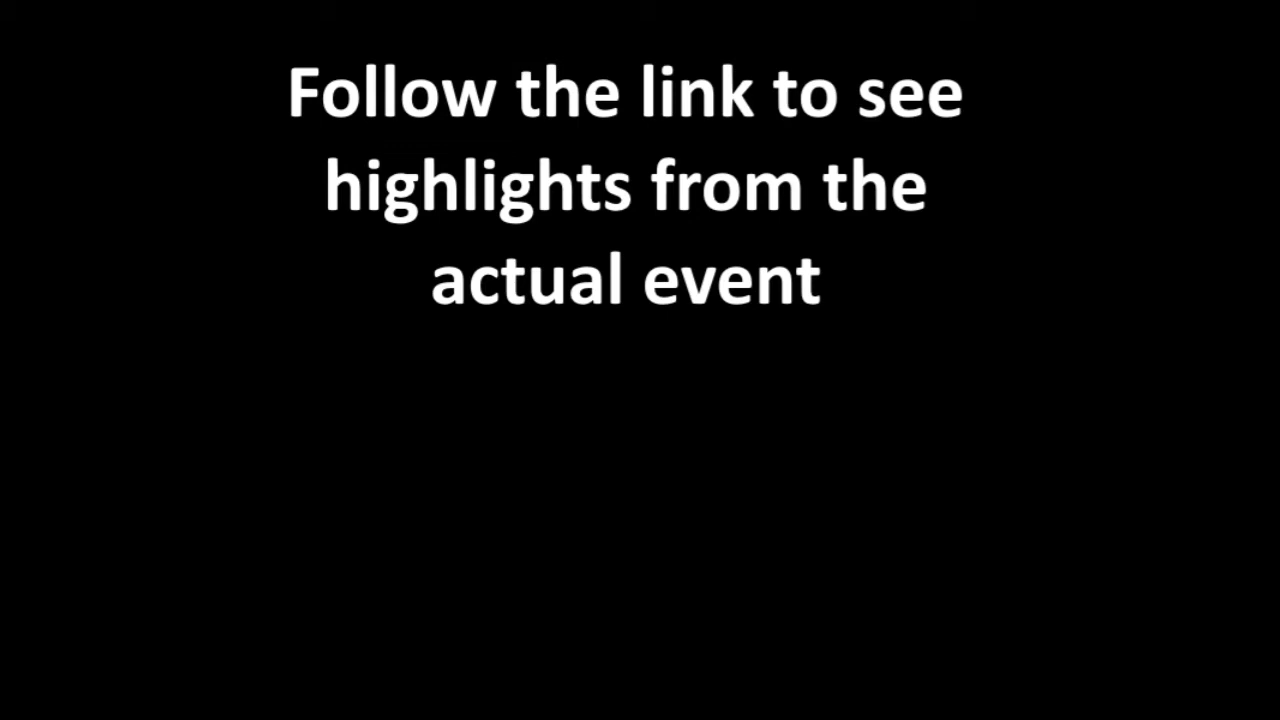 Follow the link to see
highlights from the
actual event